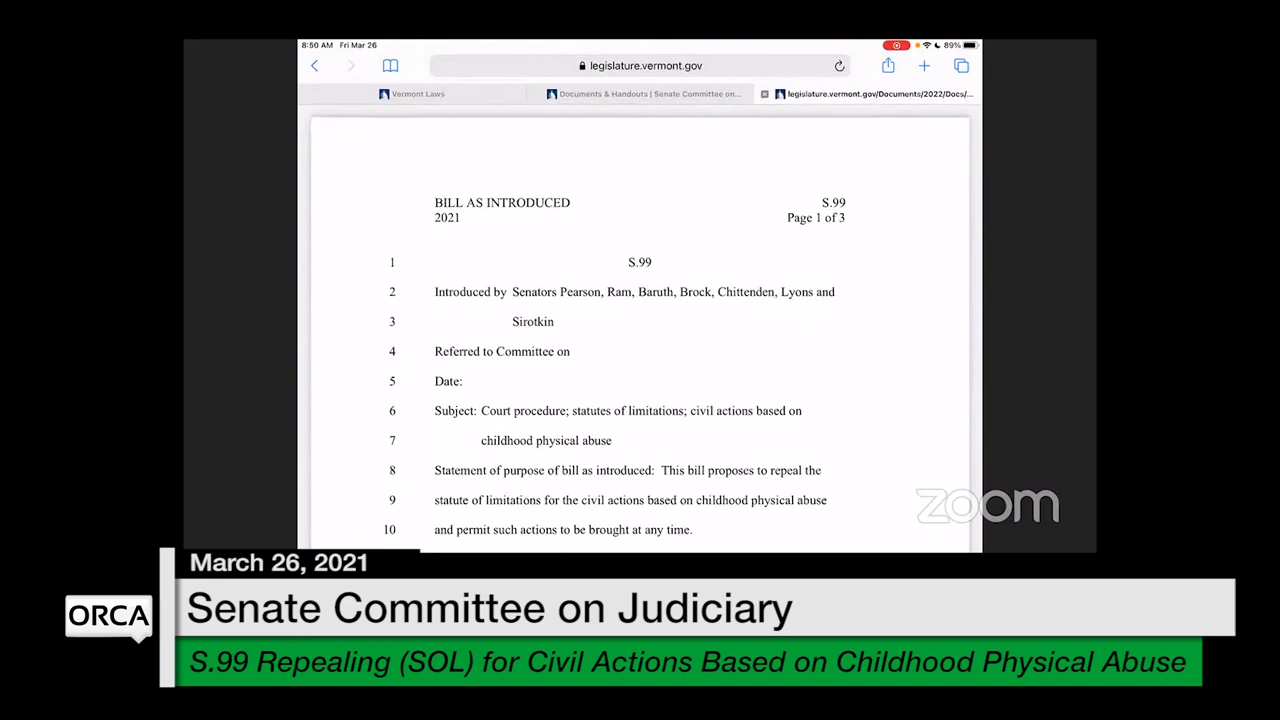 8:50 AM Fri Mar 26
89%
legislature.vermont.gov
Vermont Laws
Documents & Handouts | Senate Committee on...
legislature.vermont.gov/Documents/2022/Docs/...
BILL AS INTRODUCED S.99
2021 Page 1 of 3
1 S.99
2 Introduced by Senators Pearson, Ram, Baruth, Brock, Chittenden, Lyons and
3 Sirotkin
4 Referred to Committee on
5 Date:
6 Subject: Court procedure; statutes of limitations; civil actions based on
7 childhood physical abuse
8 Statement of purpose of bill as introduced: This bill proposes to repeal the
9 statute of limitations for the civil actions based on childhood physical abuse
10 and permit such actions to be brought at any time.
zoom
March 26, 2021
ORCA
Senate Committee on Judiciary
S.99 Repealing (SOL) for Civil Actions Based on Childhood Physical Abuse